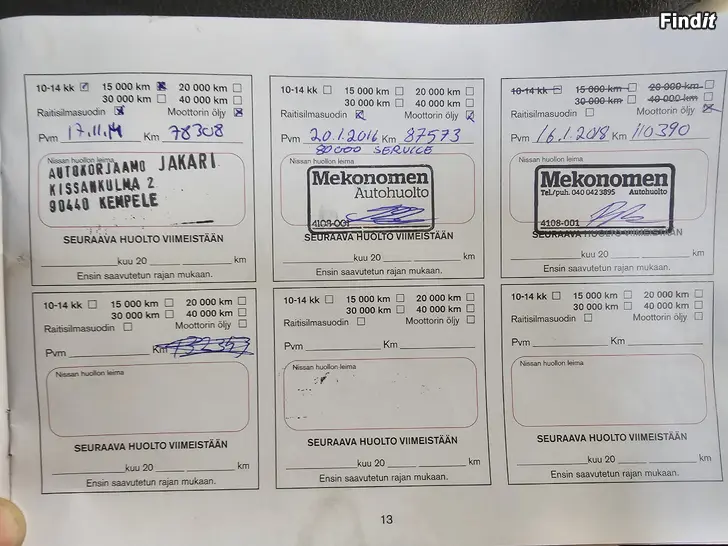 Findit
10-14 kk 15 000 km 20 000 km
30 000 km 40 000 km
Raitisilmasuodin Moottorin öljy
Pvm 17.11.14 Km 78308
Nissan huollon leima
AUTOKORJAAMO JAKARI
KISSANKULMA 2
90440 KEMPELE
SEURAAVA HUOLTO VIIMEISTÄÄN
kuu 20 km
Ensin saavutetun rajan mukaan.
10-14 kk 15 000 km 20 000 km
30 000 km 40 000 km
Raitisilmasuodin Moottorin öljy
Pvm 20.1.2016 Km 87573
80000 SERVICE
Nissan huollon leima
Mekonomen
Autohuolto
4108-001
SEURAAVA HUOLTO VIIMEISTÄÄN
kuu 20 km
Ensin saavutetun rajan mukaan.
10-14 kk 15 000 km 20 000 km
30 000 km 40 000 km
Raitisilmasuodin Moottorin öljy
Pvm 16.1.2018 Km 110390
Nissan huollon leima
Mekonomen
Tel./puh. 040 042 3895 Autohuolto
4108-001
SEURAAVA HUOLTO VIIMEISTÄÄN
kuu 20 km
Ensin saavutetun rajan mukaan.
10-14 kk 15 000 km 20 000 km
30 000 km 40 000 km
Raitisilmasuodin Moottorin öljy
Pvm Km
Nissan huollon leima
SEURAAVA HUOLTO VIIMEISTÄÄN
kuu 20 km
Ensin saavutetun rajan mukaan.
10-14 kk 15 000 km 20 000 km
30 000 km 40 000 km
Raitisilmasuodin Moottorin öljy
Pvm Km
Nissan huollon leima
SEURAAVA HUOLTO VIIMEISTÄÄN
kuu 20 km
Ensin saavutetun rajan mukaan.
10-14 kk 15 000 km 20 000 km
30 000 km 40 000 km
Raitisilmasuodin Moottorin öljy
Pvm Km
Nissan huollon leima
SEURAAVA HUOLTO VIIMEISTÄÄN
kuu 20 km
Ensin saavutetun rajan mukaan.
13